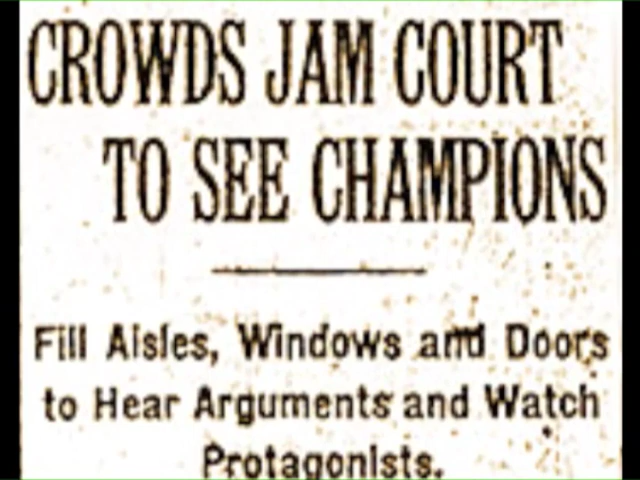 CROWDS JAM COURT
TO SEE CHAMPIONS
Fill Aisles, Windows and Doors
to Hear Arguments and Watch
Protagonists.